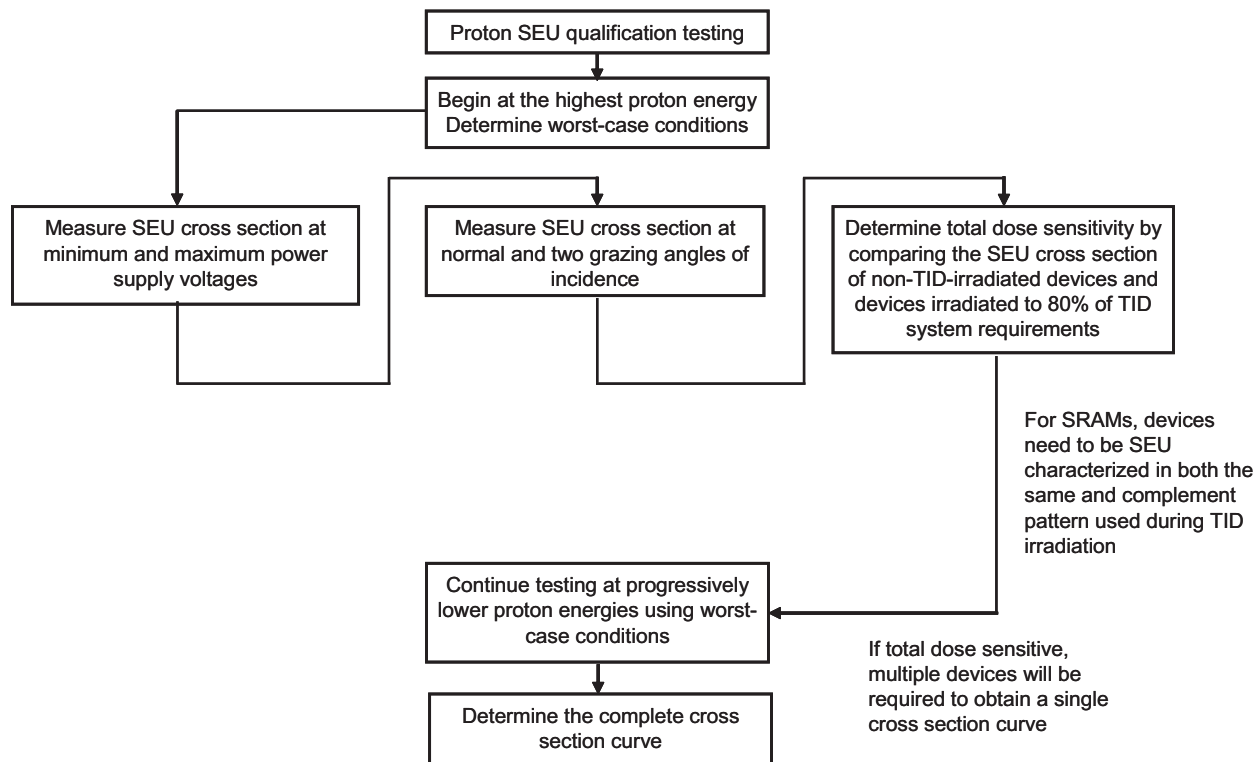 Proton SEU qualification testing
Begin at the highest proton energy
Determine worst-case conditions
Measure SEU cross section at
minimum and maximum power
supply voltages
Measure SEU cross section at
normal and two grazing angles of
incidence
Determine total dose sensitivity by
comparing the SEU cross section
of non-TID-irradiated devices and
devices irradiated to 80% of TID
system requirements
For SRAMs, devices
need to be SEU
characterized in both the
same and complement
pattern used during TID
irradiation
Continue testing at progressively
lower proton energies using worst-
case conditions
If total dose sensitive,
multiple devices will be
required to obtain a single
cross section curve
Determine the complete cross
section curve